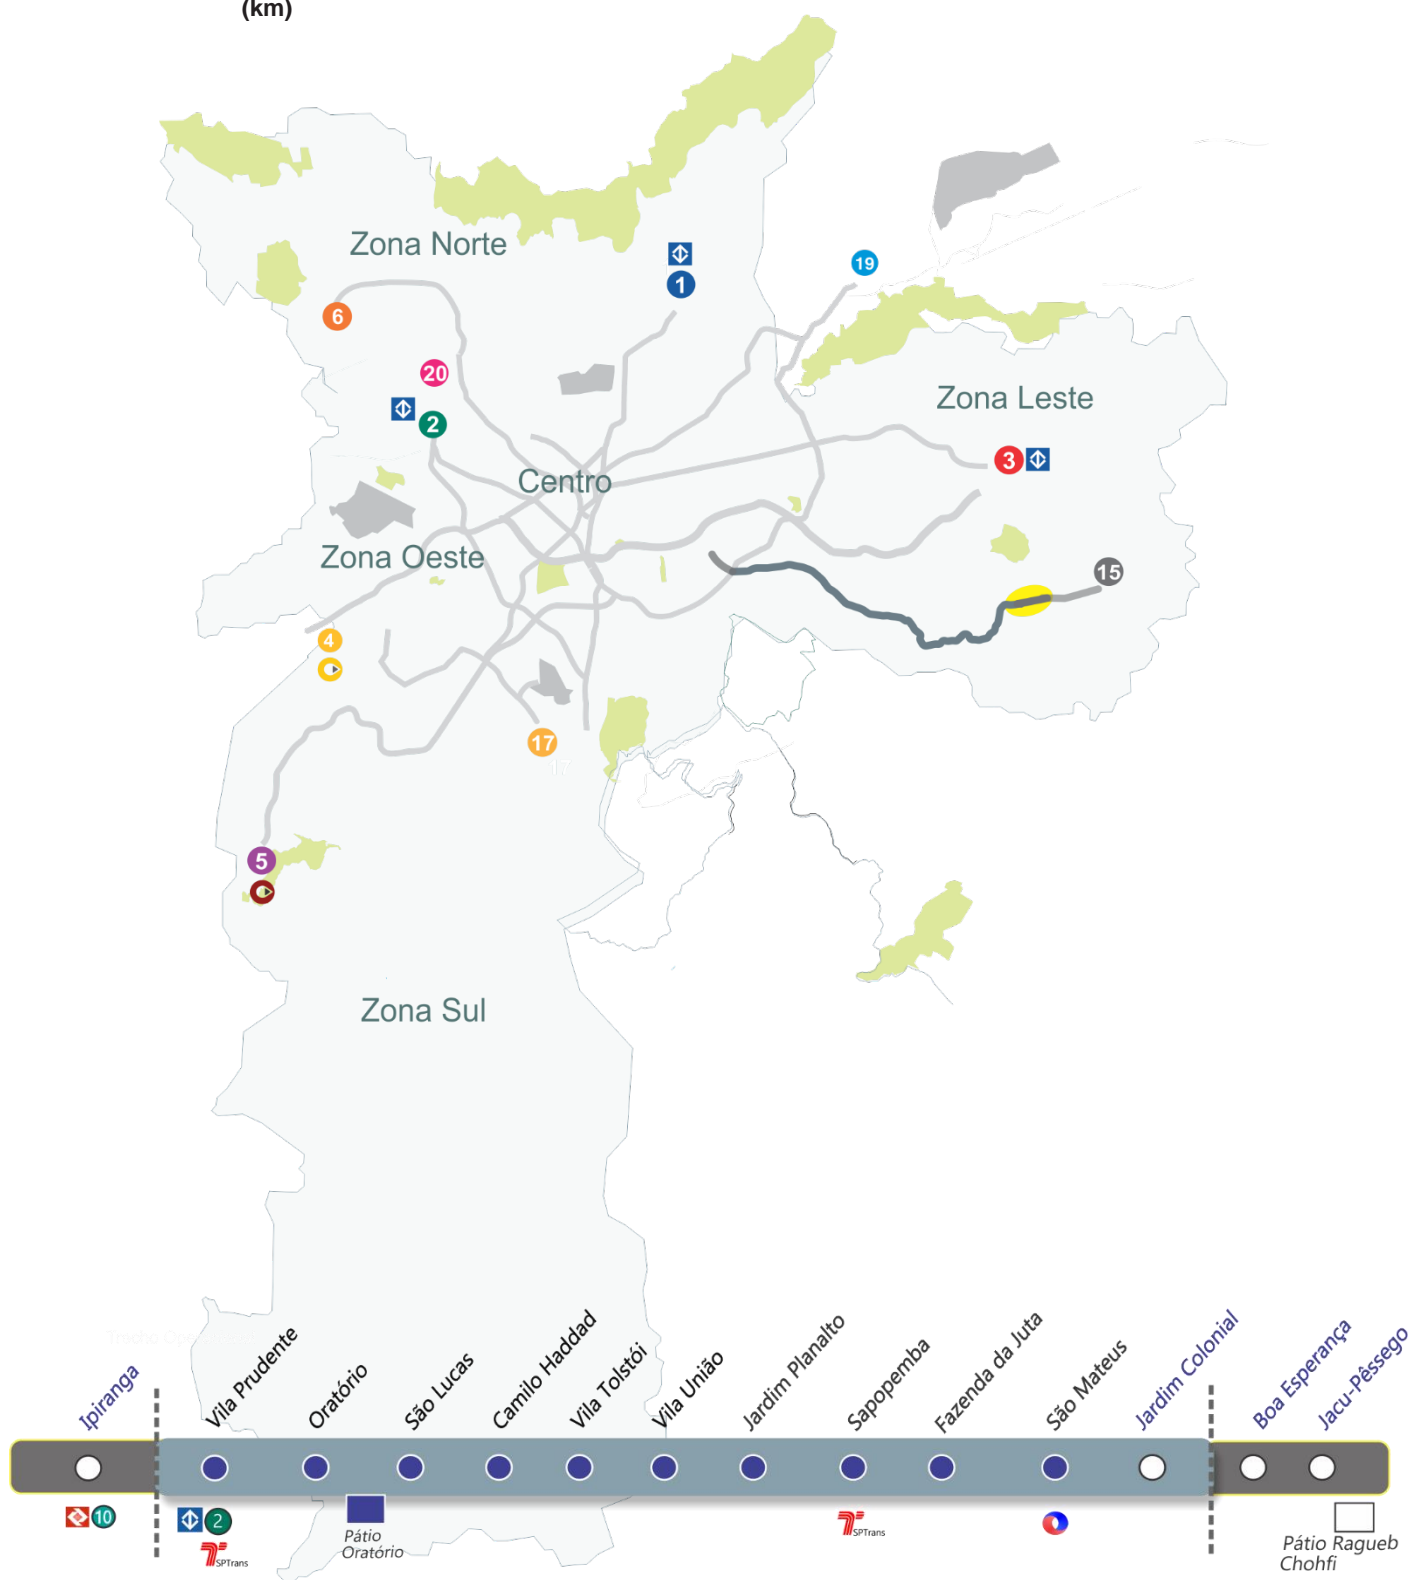 (km)
Zona Norte
19
1
6
20
2
Zona Leste
3
Centro
Zona Oeste
15
4
17
17
5
Zona Sul
Ipiranga
Vila Prudente
Oratório
São Lucas
Camilo Haddad
Vila Tolstói
Vila União
Jardim Planalto
Sapopemba
Fazenda da Juta
São Mateus
Jardim Colonial
Boa Esperança
Jacu-Pêssego
10
2
SPTrans
Pátio
Oratório
SPTrans
Pátio Ragueb
Chohfi